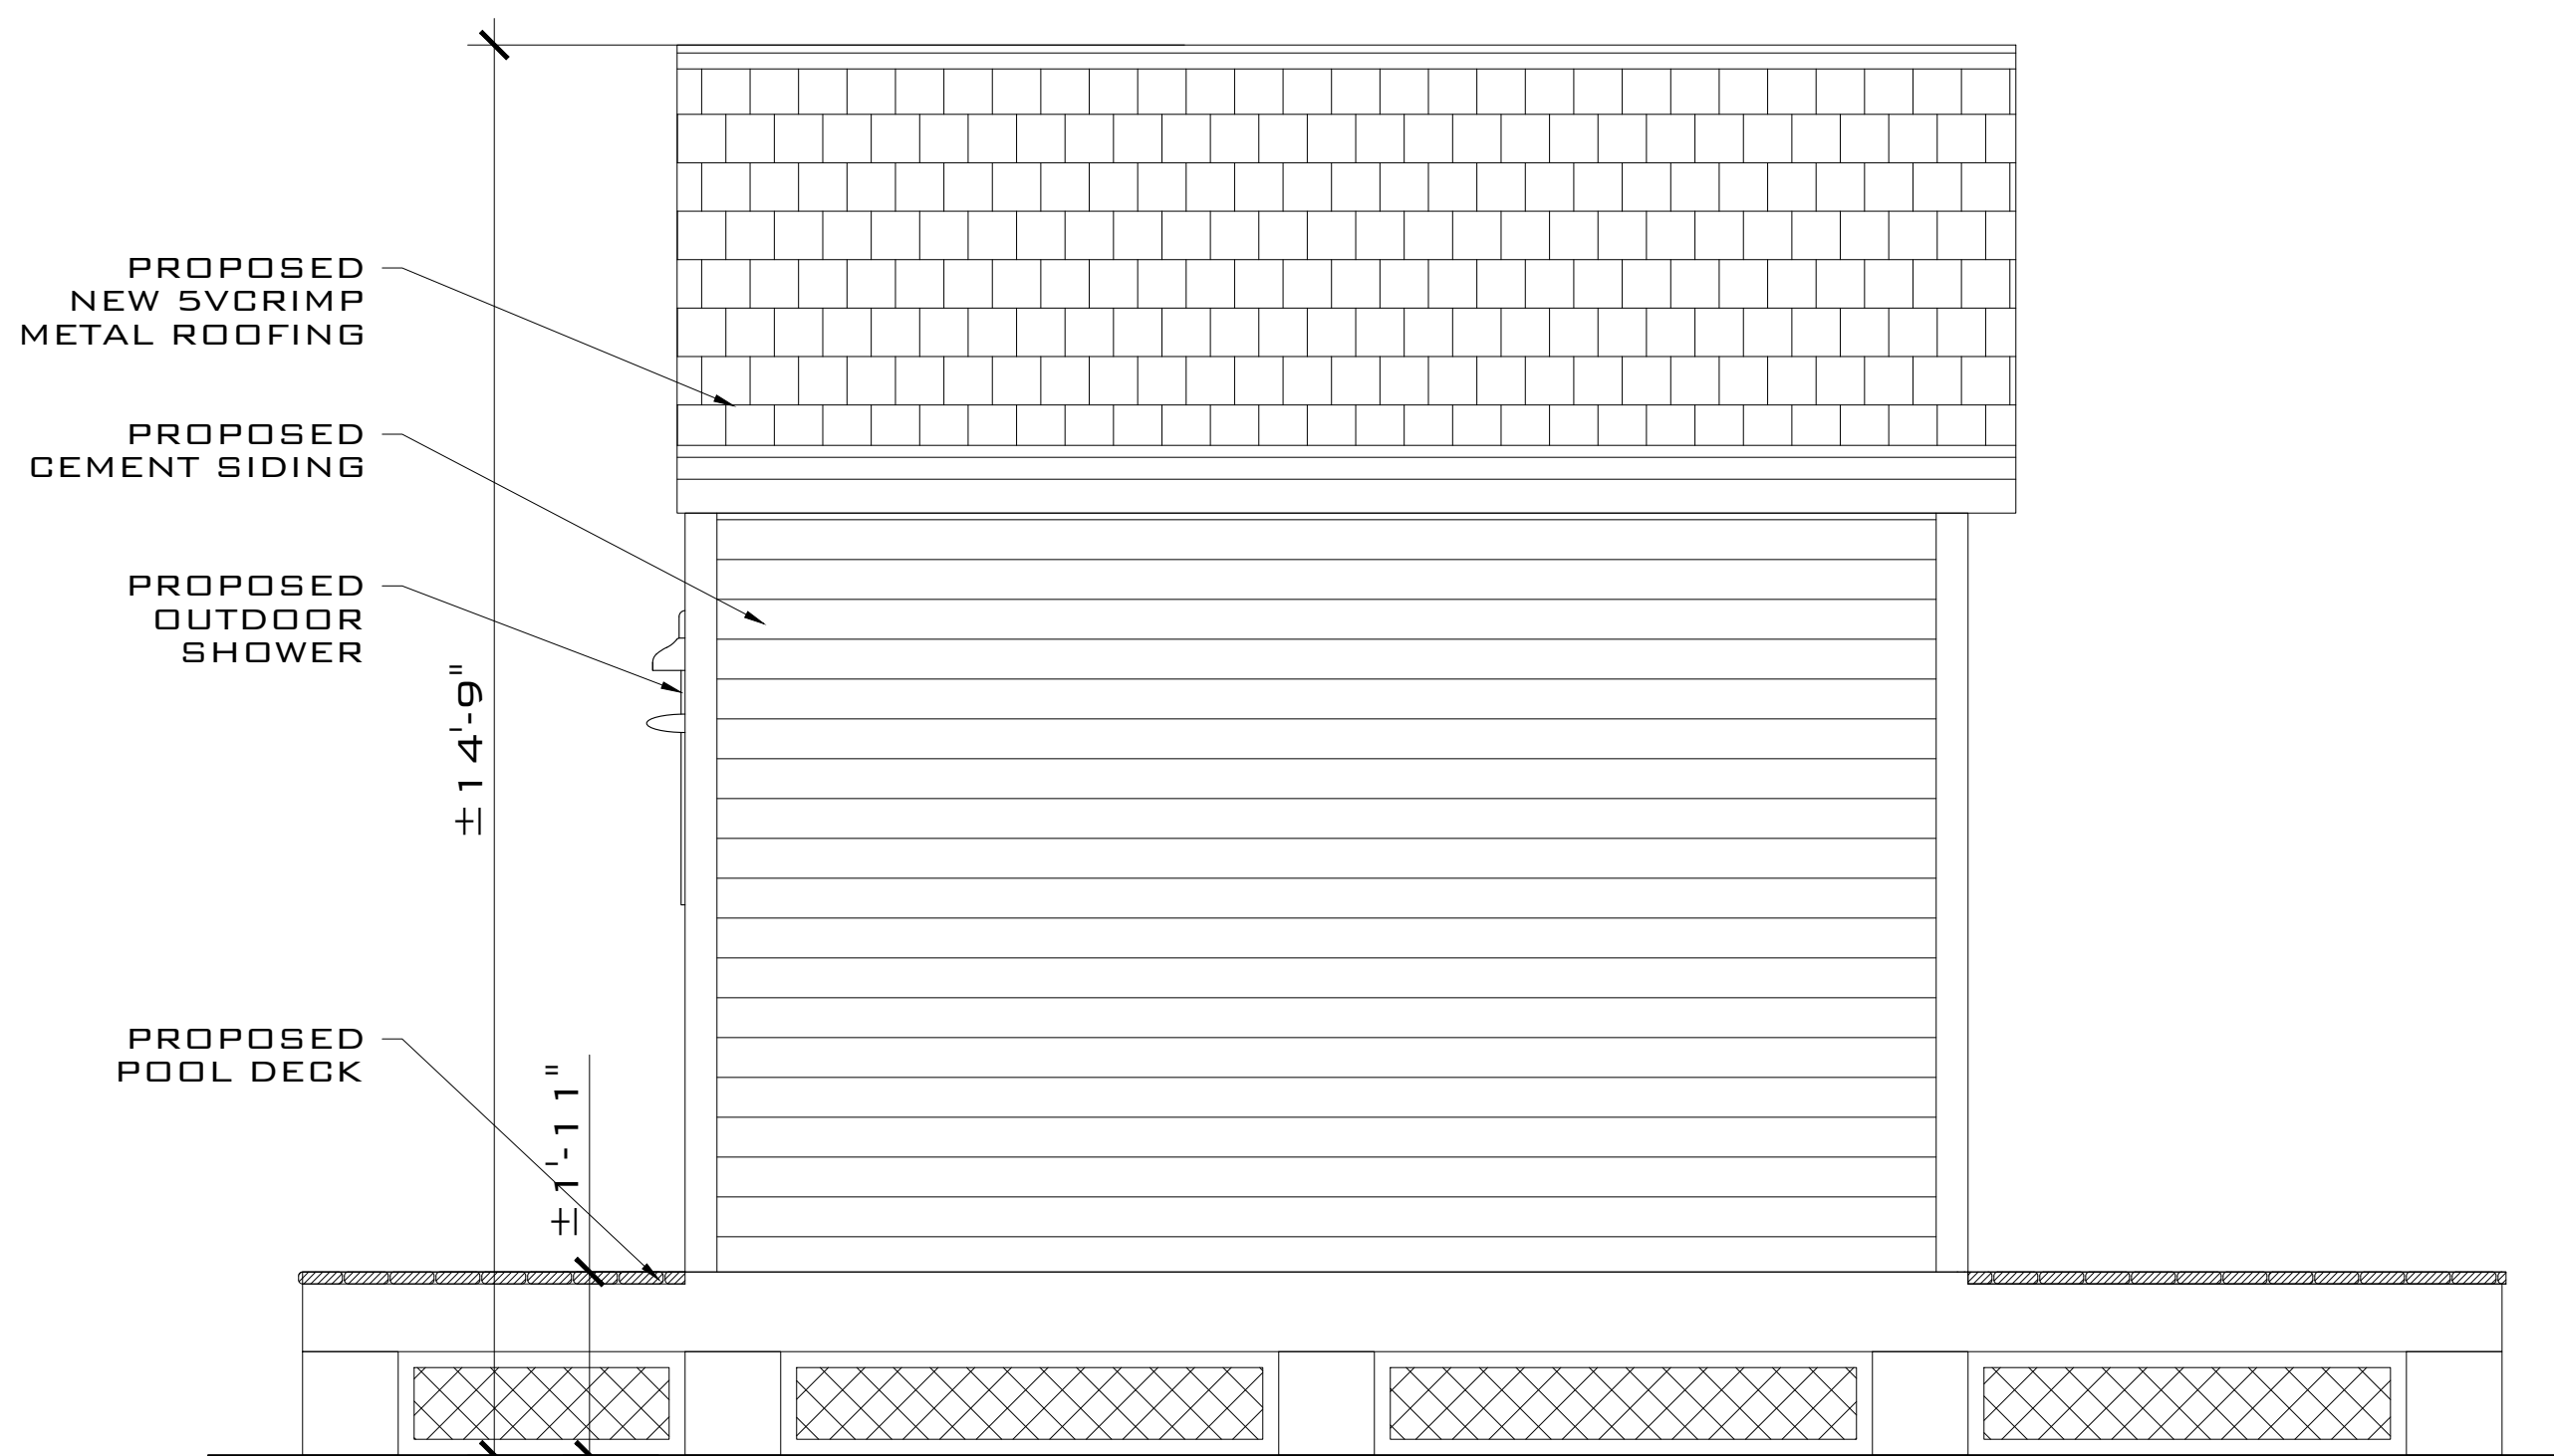 PROPOSED
NEW 5VCRIMP
METAL ROOFING
PROPOSED
CEMENT SIDING
PROPOSED
OUTDOOR
SHOWER
±14'-9"
PROPOSED
POOL DECK
±1'-11"